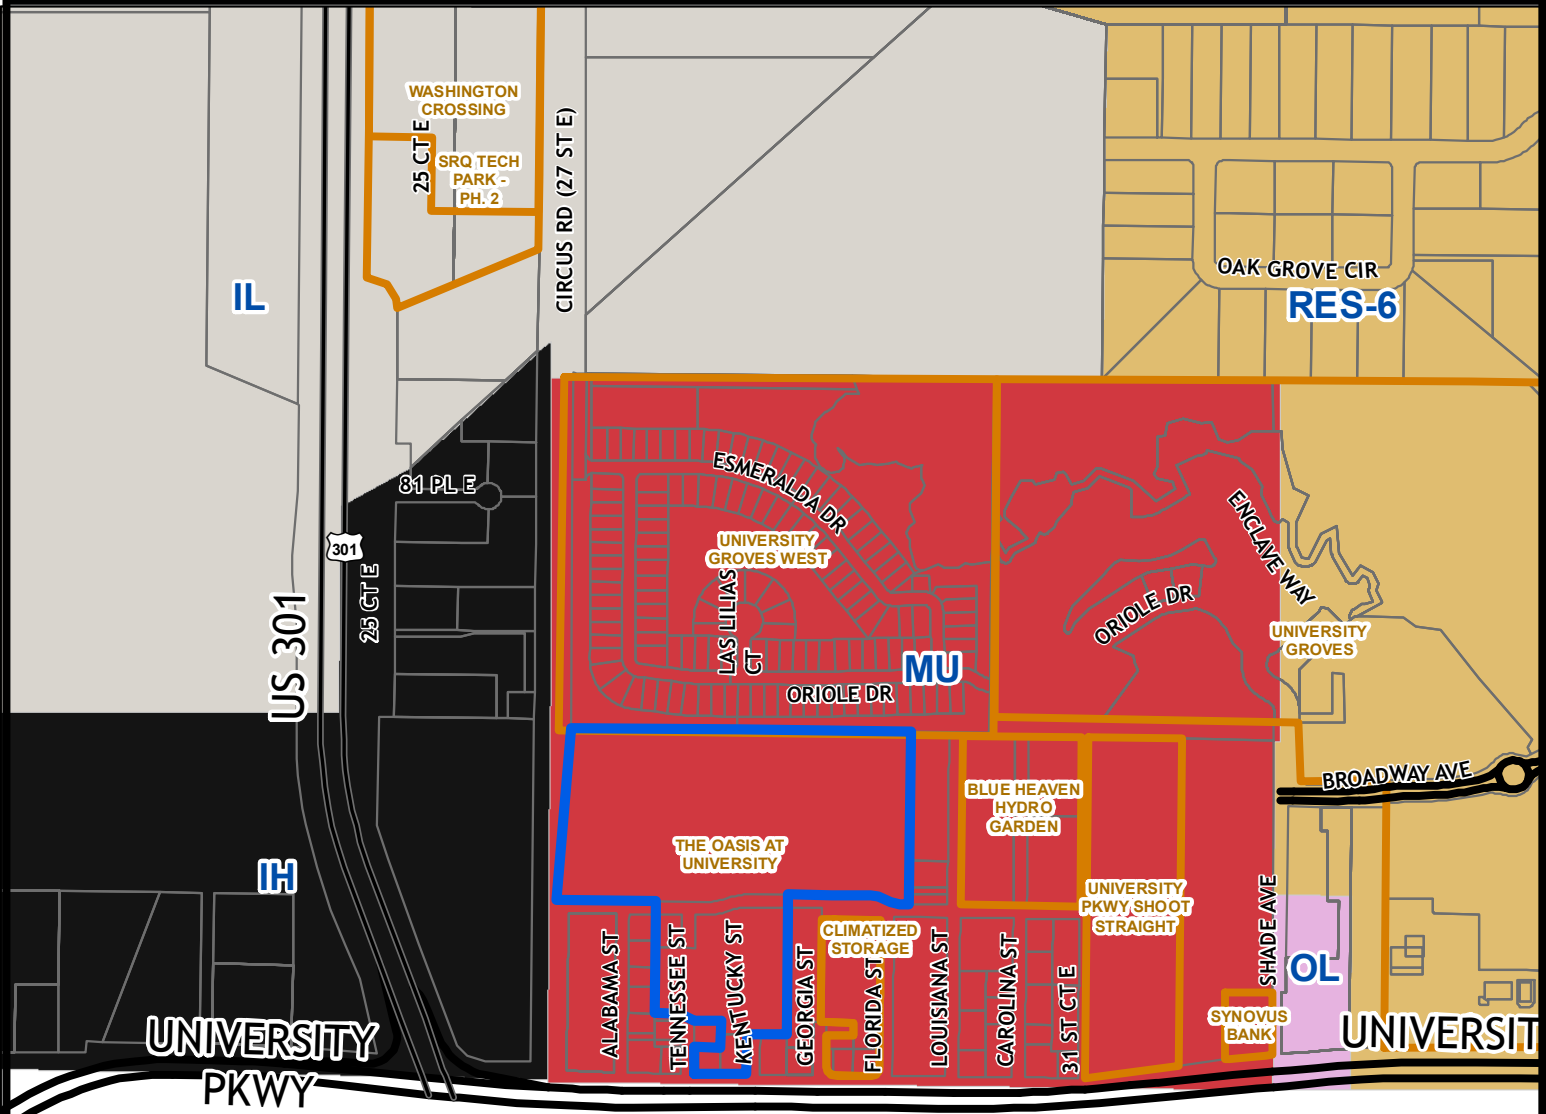 WASHINGTON
CROSSING
25 CT E
SRQ TECH
PARK -
PH. 2
CIRCUS RD (27 ST E)
IL
OAK GROVE CIR
RES-6
81 PL E
ESMERALDA DR
ENCLAVE WAY
301
UNIVERSITY
GROVES WEST
25 CT E
US 301
LAS LILIAS
CT
ORIOLE DR
UNIVERSITY
GROVES
MU
ORIOLE DR
BROADWAY AVE
BLUE HEAVEN
HYDRO
GARDEN
THE OASIS AT
UNIVERSITY
IH
UNIVERSITY
PKWY SHOOT
STRAIGHT
CLIMATIZED
STORAGE
SHADE AVE
OL
ALABAMA ST
TENNESSEE ST
KENTUCKY ST
GEORGIA ST
FLORIDA ST
LOUISIANA ST
CAROLINA ST
31 ST CT E
SYNOVUS
BANK
UNIVERSITY
PKWY
UNIVERSIT